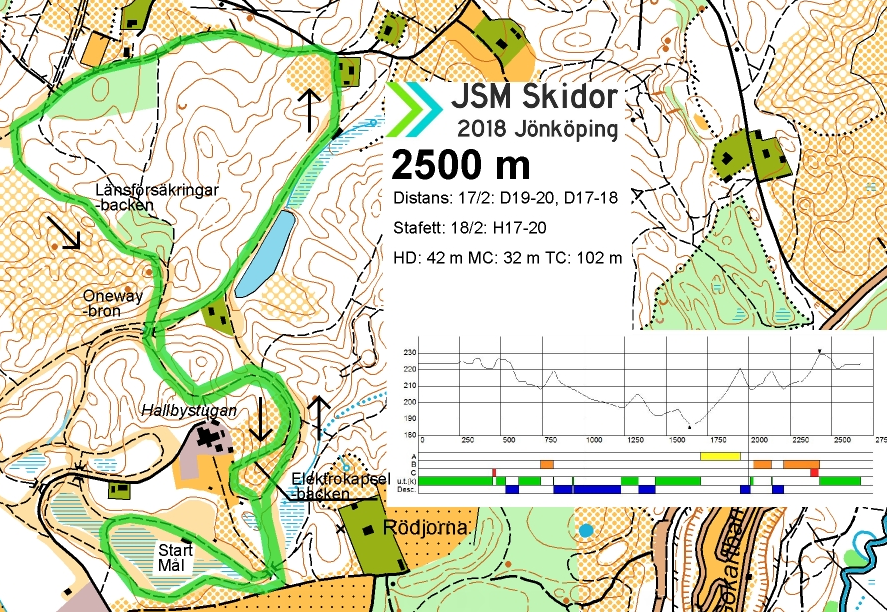 JSM Skidor
2018 Jönköping
2500 m
Distans: 17/2: D19-20, D17-18
Stafett: 18/2: H17-20
HD: 42 m MC: 32 m TC: 102 m
Länsförsäkringar
-backen
Oneway
-bron
Hallbystugan
Elektrokapsel
-backen
Rödjorna
Start
Mål
230
220
210
200
190
180
0 250 500 750 1000 1250 1500 1750 2000 2250 2500 275
A
B
C
u.t.(k)
Desc.